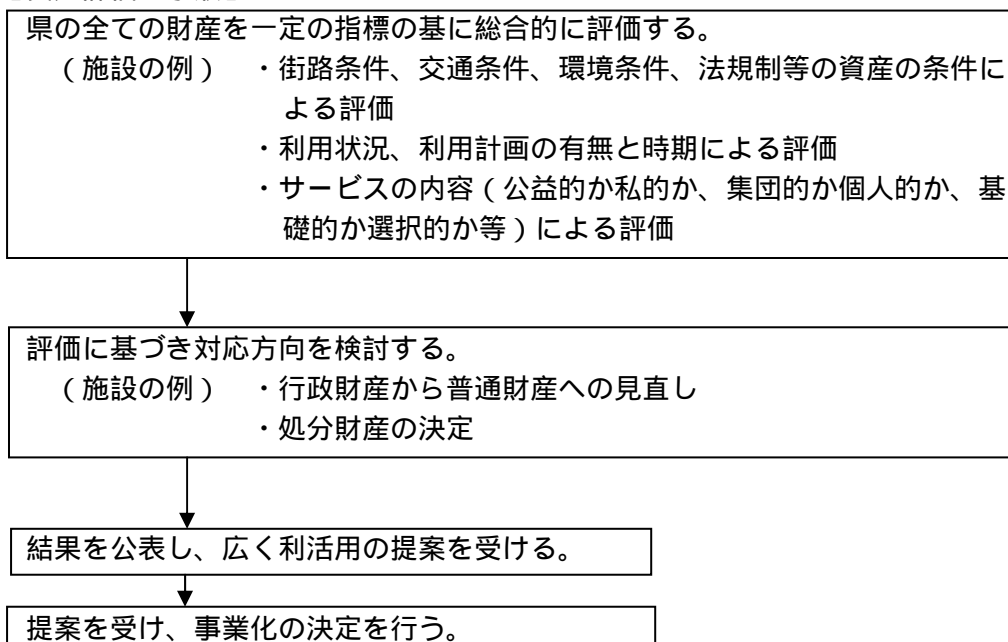 県の全ての財産を一定の指標の基に総合的に評価する。
（施設の例） ・街路条件、交通条件、環境条件、法規制等の資産の条件に
よる評価
・利用状況、利用計画の有無と時期による評価
・サービスの内容（公益的か私的か、集団的か個人的か、基
礎的か選択的か等）による評価
評価に基づき対応方向を検討する。
（施設の例） ・行政財産から普通財産への見直し
・処分財産の決定
結果を公表し、広く利活用の提案を受ける。
提案を受け、事業化の決定を行う。